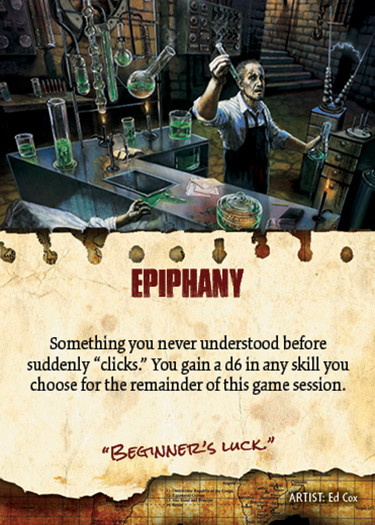 EPIPHANY
Something you never understood before
suddenly “clicks.” You gain a d6 in any skill you
choose for the remainder of this game session.
“Beginner’s luck.”
ARTIST: Ed Cox